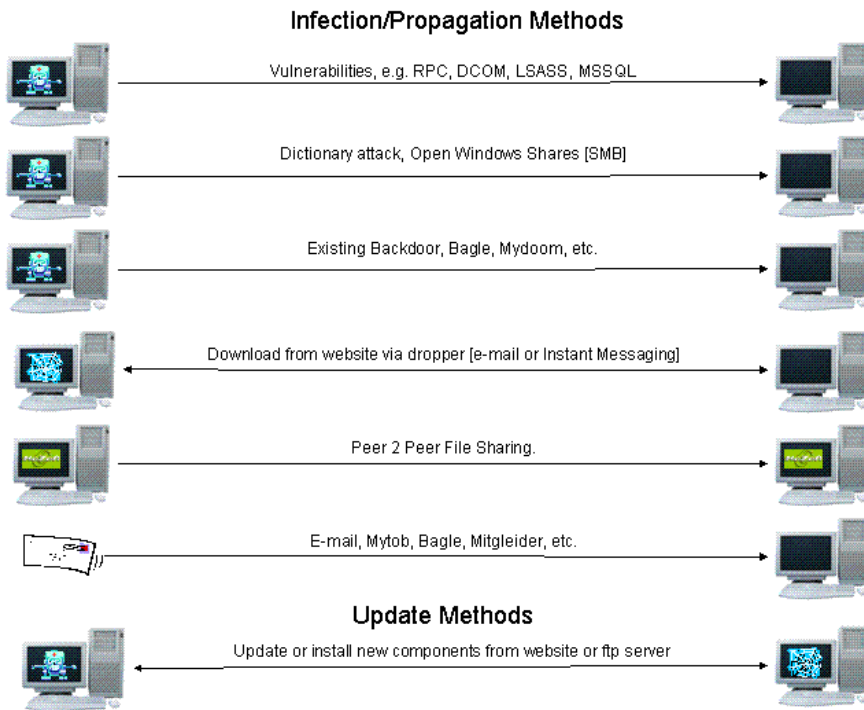 Infection/Propagation Methods
Vulnerabilities, e.g. RPC, DCOM, LSASS, MSSQL
Dictionary attack, Open Windows Shares [SMB]
Existing Backdoor, Bagle, Mydoom, etc.
Download from website via dropper [e-mail or Instant Messaging]
Peer 2 Peer File Sharing.
E-mail, Mytob, Bagle, Mitgleider, etc.
Update Methods
Update or install new components from website or ftp server